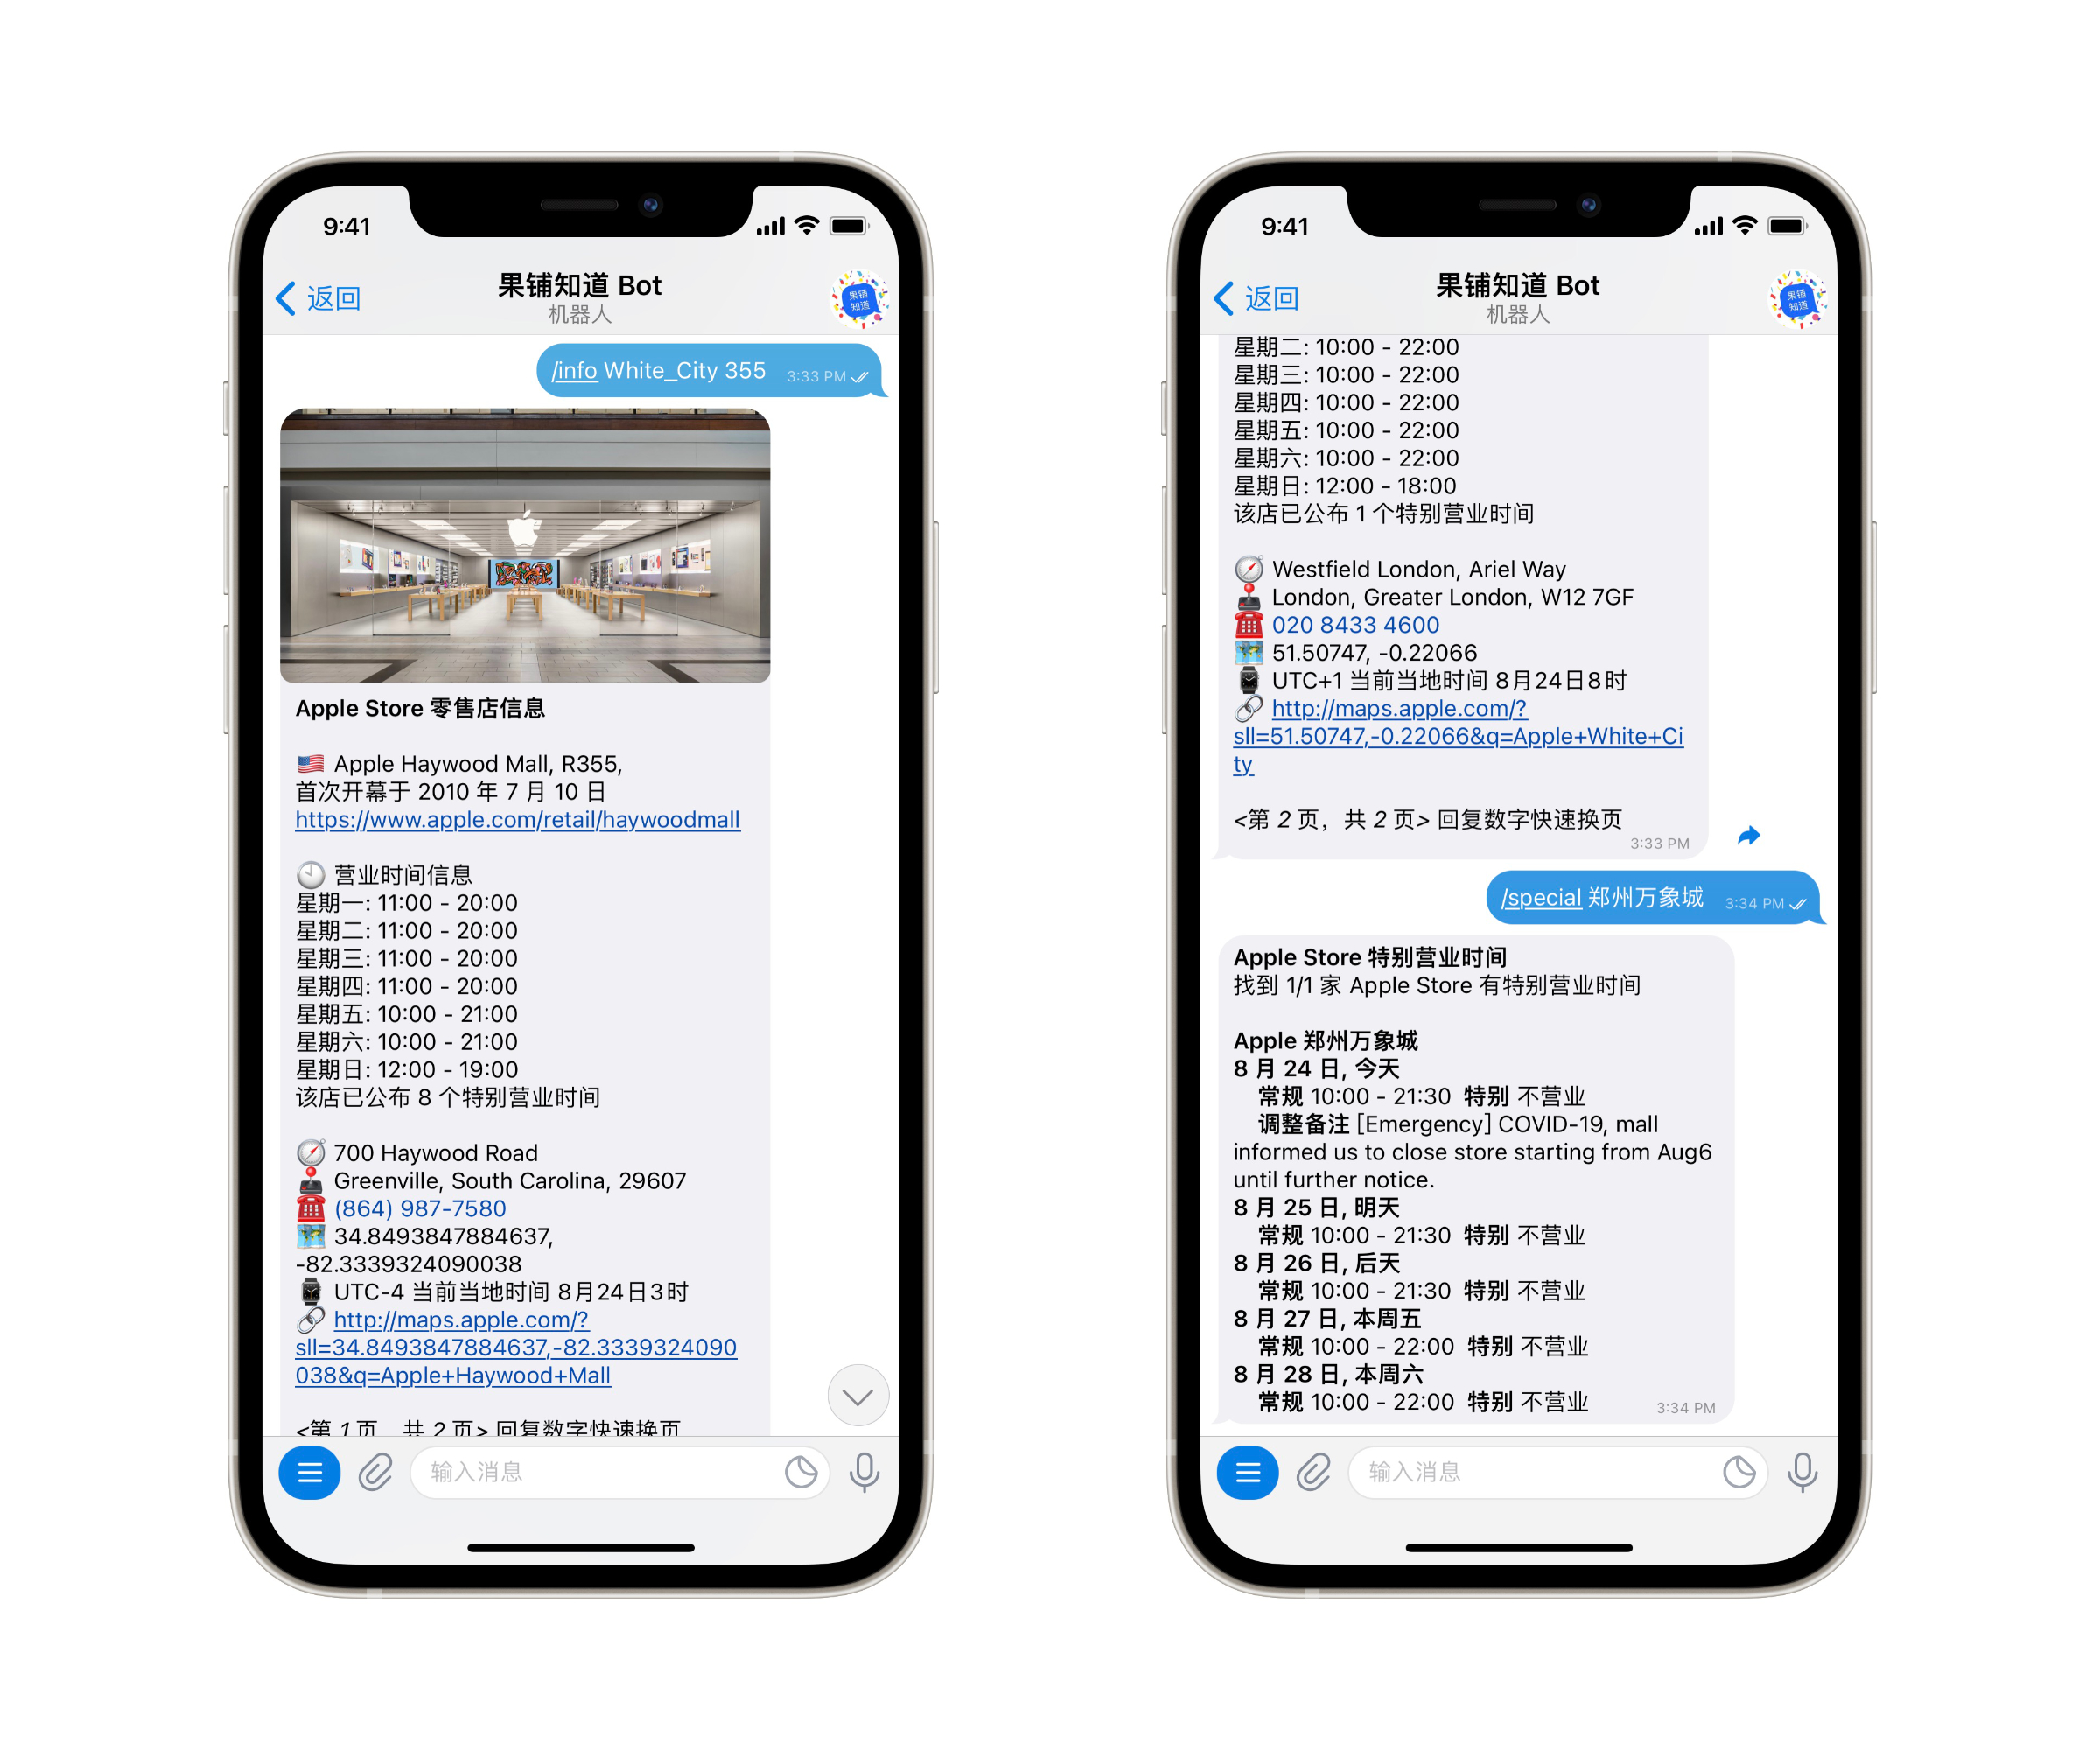 9:41
返回
果铺知道 Bot
机器人
果铺
知道
/info White_City 355 3:33 PM
Apple Store 零售店信息
🇺🇸 Apple Haywood Mall, R355,
首次开幕于 2010 年 7 月 10 日
https://www.apple.com/retail/haywoodmall
🕙 营业时间信息
星期一: 11:00 - 20:00
星期二: 11:00 - 20:00
星期三: 11:00 - 20:00
星期四: 11:00 - 20:00
星期五: 10:00 - 21:00
星期六: 10:00 - 21:00
星期日: 12:00 - 19:00
该店已公布 8 个特别营业时间
700 Haywood Road
Greenville, South Carolina, 29607
(864) 987-7580
34.8493847884637,
-82.3339324090038
UTC-4 当前当地时间 8月24日3时
http://maps.apple.com/?
sll=34.8493847884637,-82.3339324090
038&q=Apple+Haywood+Mall
<第 1 页，共 2 页> 回复数字快速换页
输入消息
9:41
返回
果铺知道 Bot
机器人
果铺
知道
星期二: 10:00 - 22:00
星期三: 10:00 - 22:00
星期四: 10:00 - 22:00
星期五: 10:00 - 22:00
星期六: 10:00 - 22:00
星期日: 12:00 - 18:00
该店已公布 1 个特别营业时间
Westfield London, Ariel Way
London, Greater London, W12 7GF
020 8433 4600
51.50747, -0.22066
UTC+1 当前当地时间 8月24日8时
http://maps.apple.com/?
sll=51.50747,-0.22066&q=Apple+White+Ci
ty
<第 2 页，共 2 页> 回复数字快速换页
3:33 PM
/special 郑州万象城 3:34 PM
Apple Store 特别营业时间
找到 1/1 家 Apple Store 有特别营业时间
Apple 郑州万象城
8 月 24 日, 今天
常规 10:00 - 21:30 特别 不营业
调整备注 [Emergency] COVID-19, mall
informed us to close store starting from Aug6
until further notice.
8 月 25 日, 明天
常规 10:00 - 21:30 特别 不营业
8 月 26 日, 后天
常规 10:00 - 21:30 特别 不营业
8 月 27 日, 本周五
常规 10:00 - 22:00 特别 不营业
8 月 28 日, 本周六
常规 10:00 - 22:00 特别 不营业
3:34 PM
输入消息